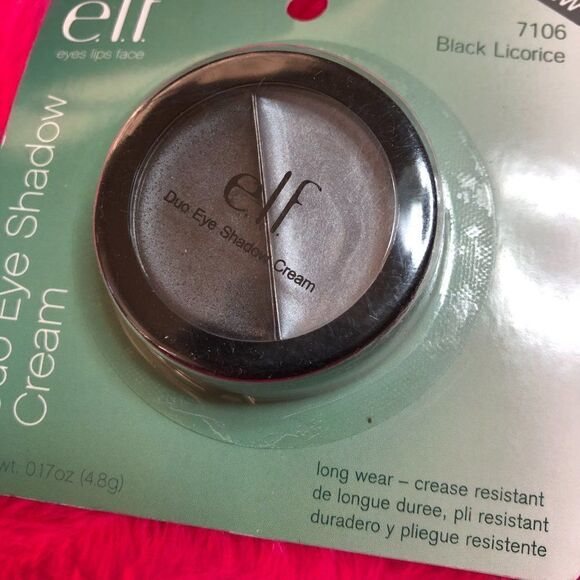 e.l.f.
eyes lips face
7106
Black Licorice
Eye Shadow
Cream
e.l.f.
Duo Eye Shadow Cream
wt. 0.17oz (4.8g)
long wear – crease resistant
de longue duree, pli resistant
duradero y pliegue resistente